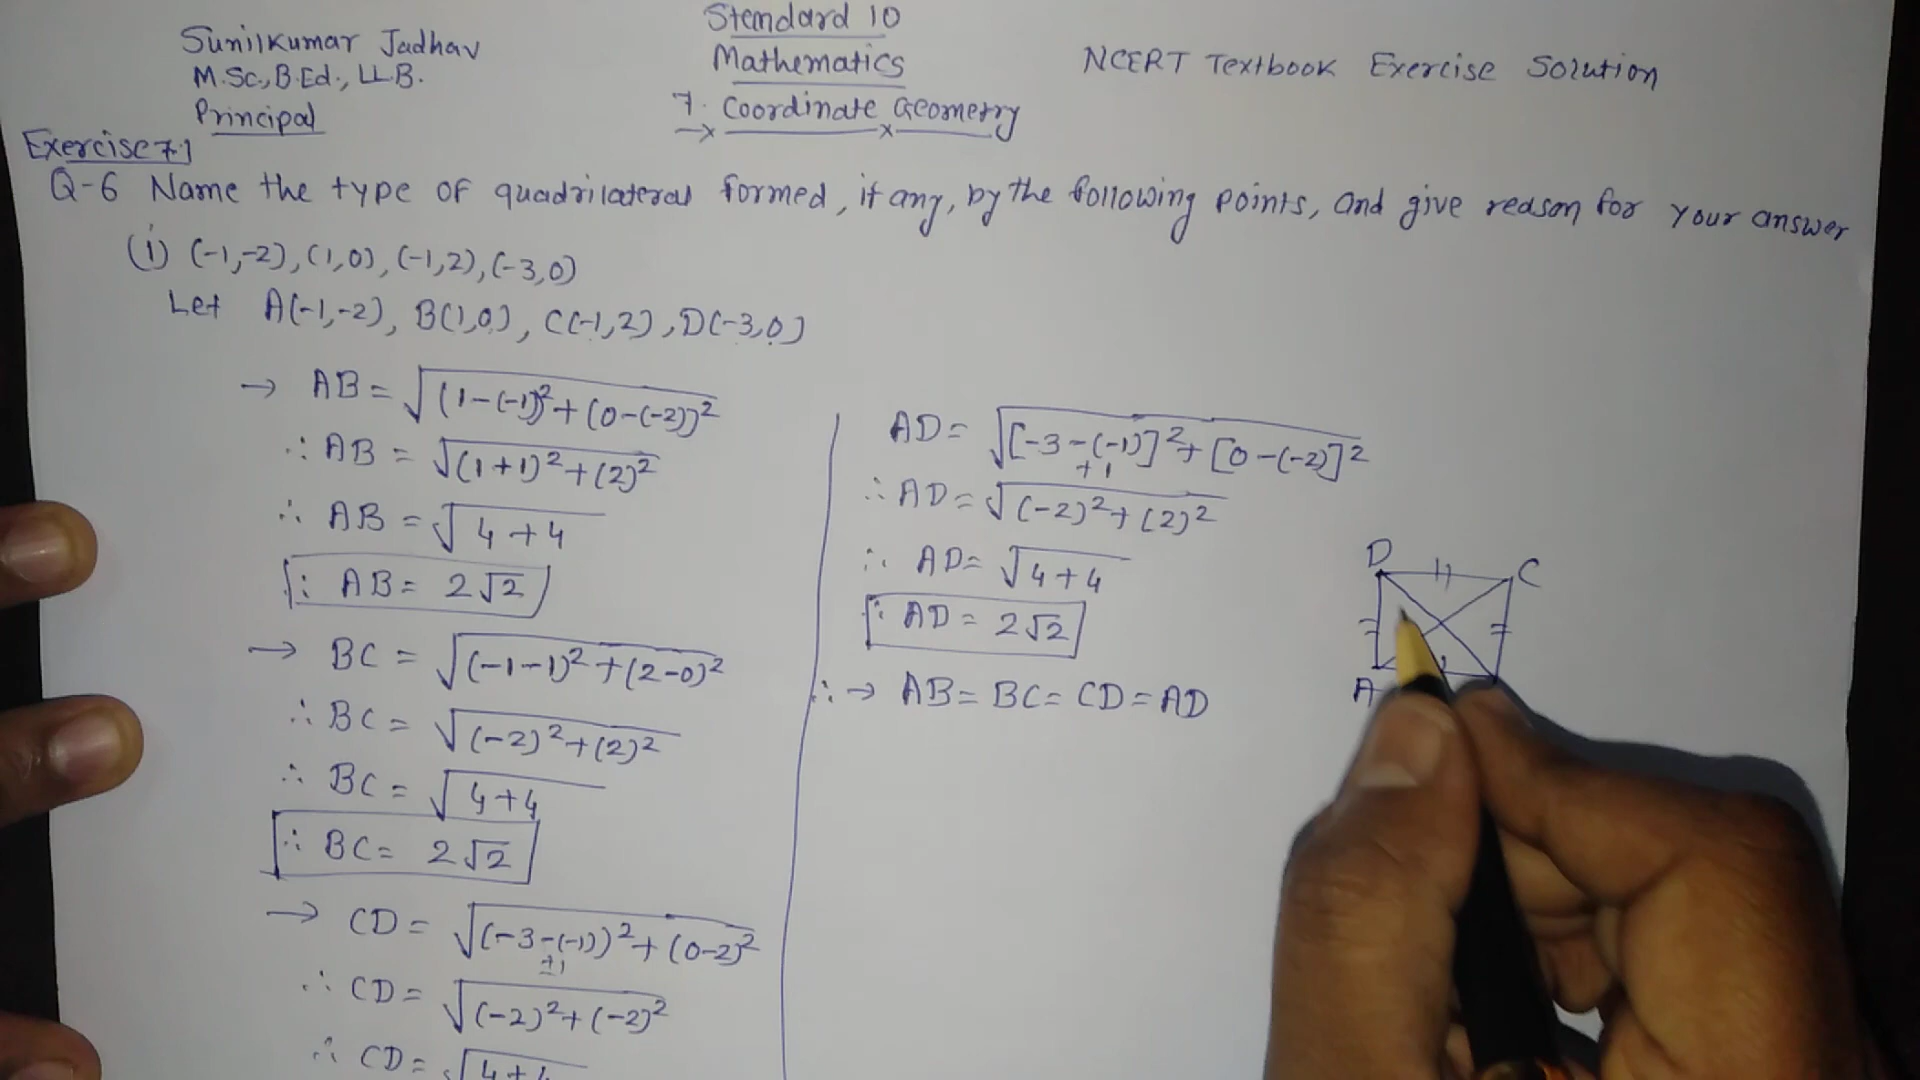 Sunilkumar Jadhav
M.Sc., B.Ed., LL.B.
Principal
Stendard 10
Mathematics
7. Coordinate Geometry
NCERT Textbook Exercise Solution
Exercise 7.1
Q-6 Name the type of quadrilateral formed, if any, by the following points, and give reason for your answer
(i) (-1,-2), (1,0), (-1,2), (-3,0)
Let A(-1,-2), B(1,0), C(-1,2), D(-3,0)
→ AB = √(1-(-1))²+(0-(-2))²
∴ AB = √(1+1)²+(2)²
∴ AB = √4+4
∴ AB = 2√2
→ BC = √(-1-1)²+(2-0)²
∴ BC = √(-2)²+(2)²
∴ BC = √4+4
∴ BC = 2√2
→ CD = √(-3-(-1))²+(0-2)²
+1
∴ CD = √(-2)²+(-2)²
∴ CD = √4+4
AD = √[-3-(-1)]²+[0-(-2)]²
+1
∴ AD = √(-2)²+(2)²
∴ AD = √4+4
∴ AD = 2√2
∴ → AB = BC = CD = AD
D C
A